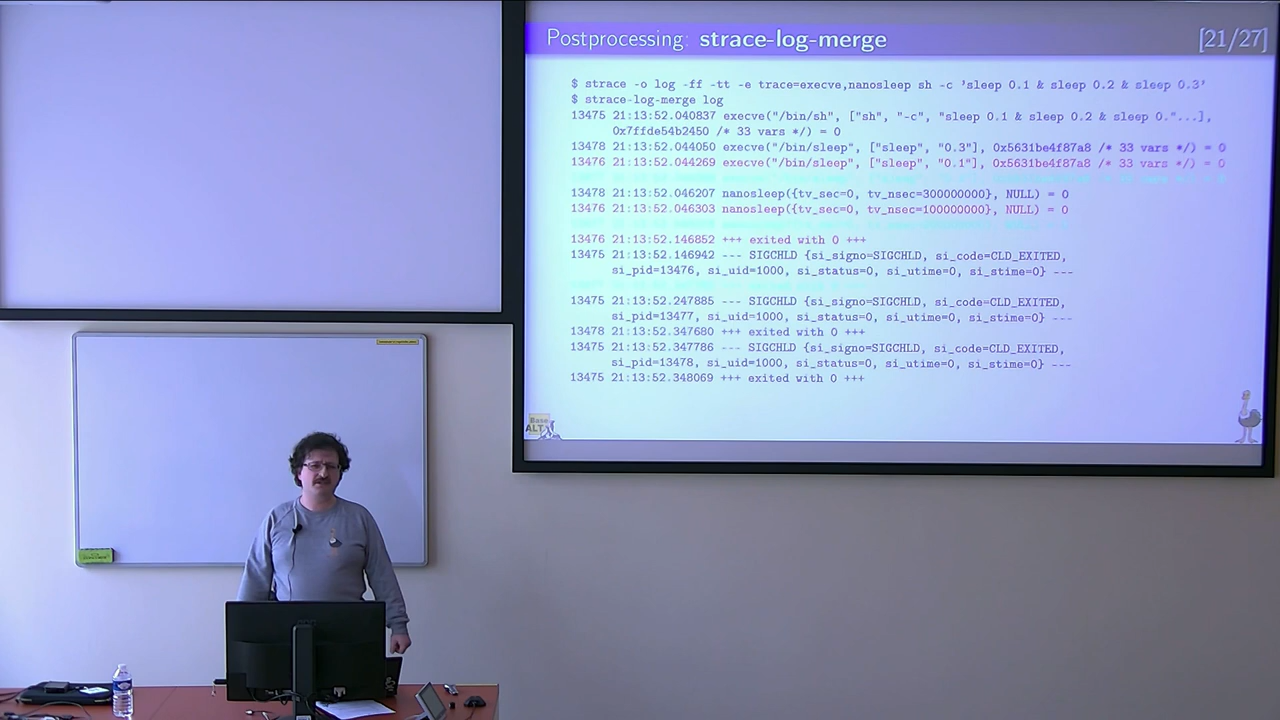 Postprocessing: strace-log-merge [21/27]
$ strace -o log -ff -tt -e trace=execve,nanosleep sh -c 'sleep 0.1 & sleep 0.2 & sleep 0.3'
$ strace-log-merge log
13475 21:13:52.040837 execve("/bin/sh", ["sh", "-c", "sleep 0.1 & sleep 0.2 & sleep 0."...],
0x7ffde54b2450 /* 33 vars */) = 0
13478 21:13:52.044050 execve("/bin/sleep", ["sleep", "0.3"], 0x5631be4f87a8 /* 33 vars */) = 0
13476 21:13:52.044269 execve("/bin/sleep", ["sleep", "0.1"], 0x5631be4f87a8 /* 33 vars */) = 0
13478 21:13:52.046207 nanosleep({tv_sec=0, tv_nsec=300000000}, NULL) = 0
13476 21:13:52.046303 nanosleep({tv_sec=0, tv_nsec=100000000}, NULL) = 0
13476 21:13:52.146852 +++ exited with 0 +++
13475 21:13:52.146942 --- SIGCHLD {si_signo=SIGCHLD, si_code=CLD_EXITED,
si_pid=13476, si_uid=1000, si_status=0, si_utime=0, si_stime=0} ---
13475 21:13:52.247885 --- SIGCHLD {si_signo=SIGCHLD, si_code=CLD_EXITED,
si_pid=13477, si_uid=1000, si_status=0, si_utime=0, si_stime=0} ---
13478 21:13:52.347680 +++ exited with 0 +++
13475 21:13:52.347786 --- SIGCHLD {si_signo=SIGCHLD, si_code=CLD_EXITED,
si_pid=13478, si_uid=1000, si_status=0, si_utime=0, si_stime=0} ---
13475 21:13:52.348069 +++ exited with 0 +++
Base
ALT